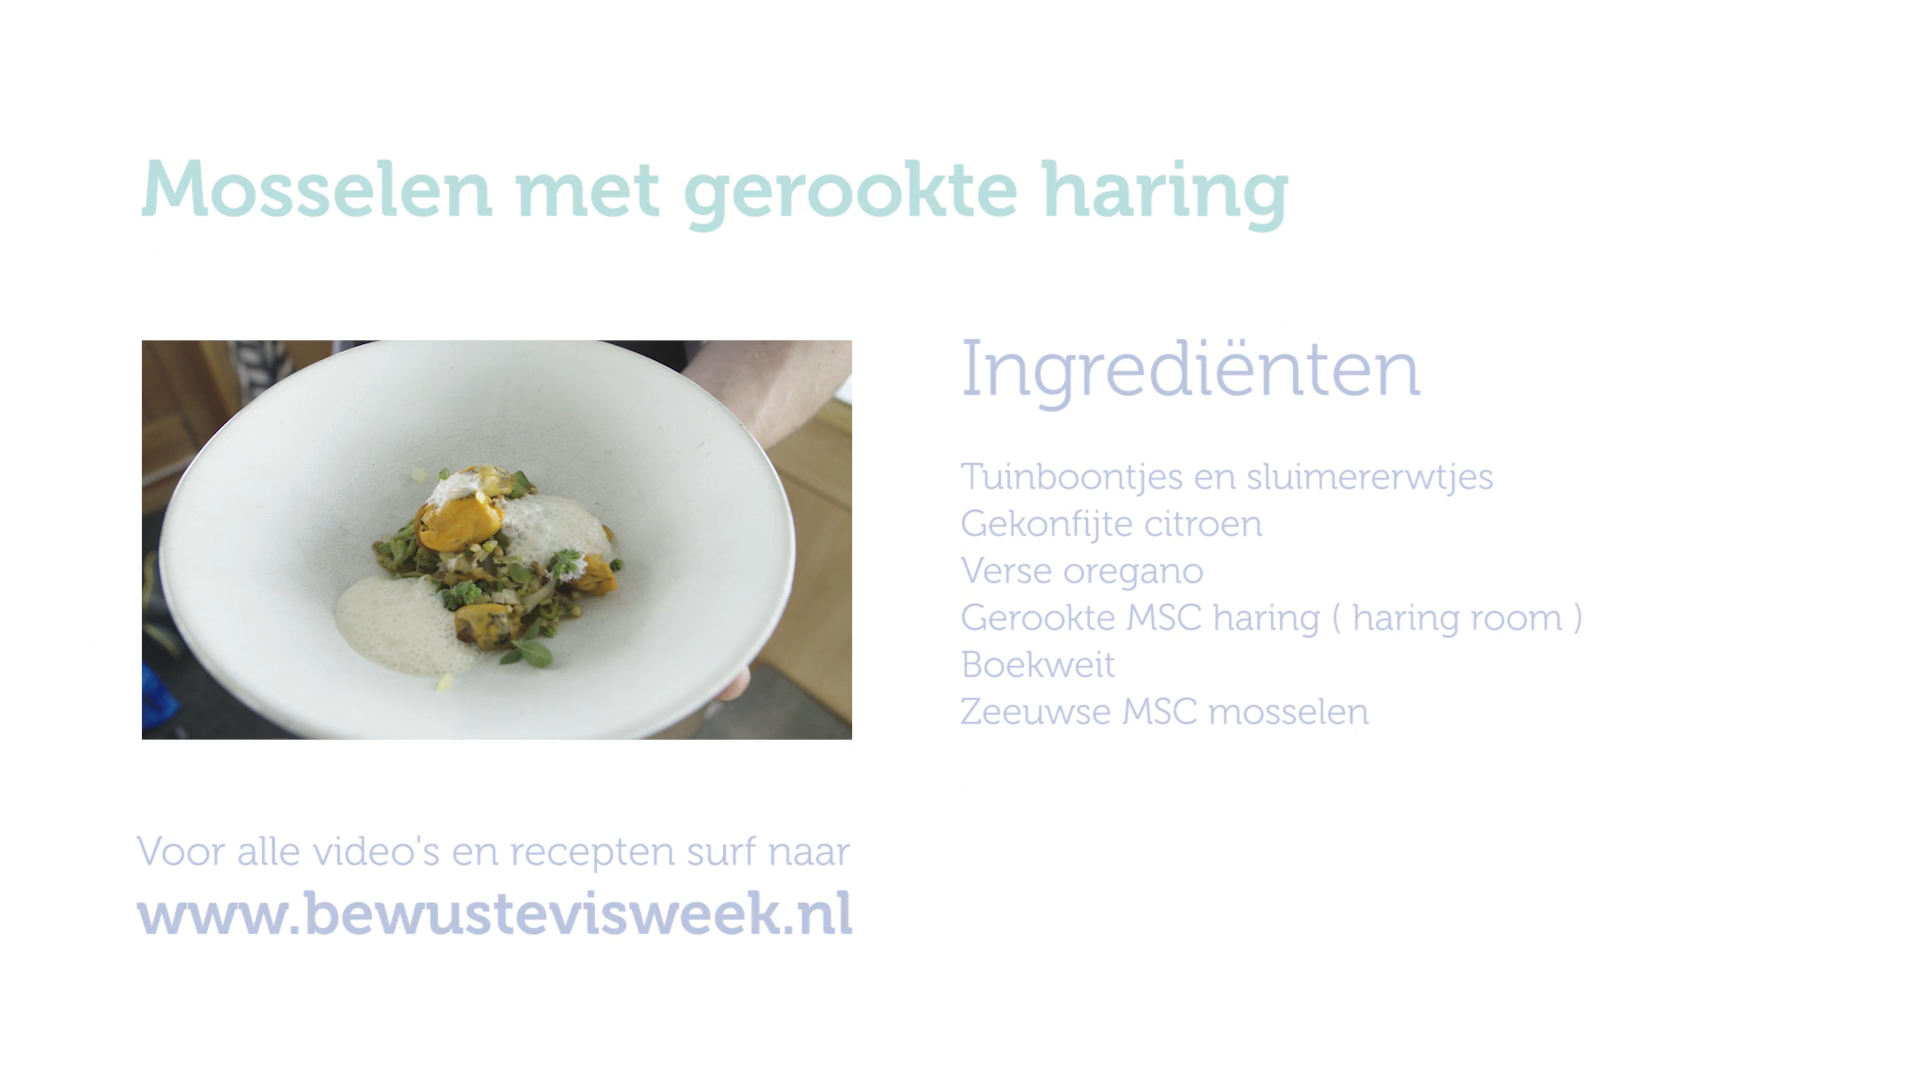 Mosselen met gerookte haring
Ingrediënten
Tuinboontjes en sluimererwtjes
Gekonfijte citroen
Verse oregano
Gerookte MSC haring ( haring room )
Boekweit
Zeeuwse MSC mosselen
Voor alle video's en recepten surf naar
www.bewustevisweek.nl